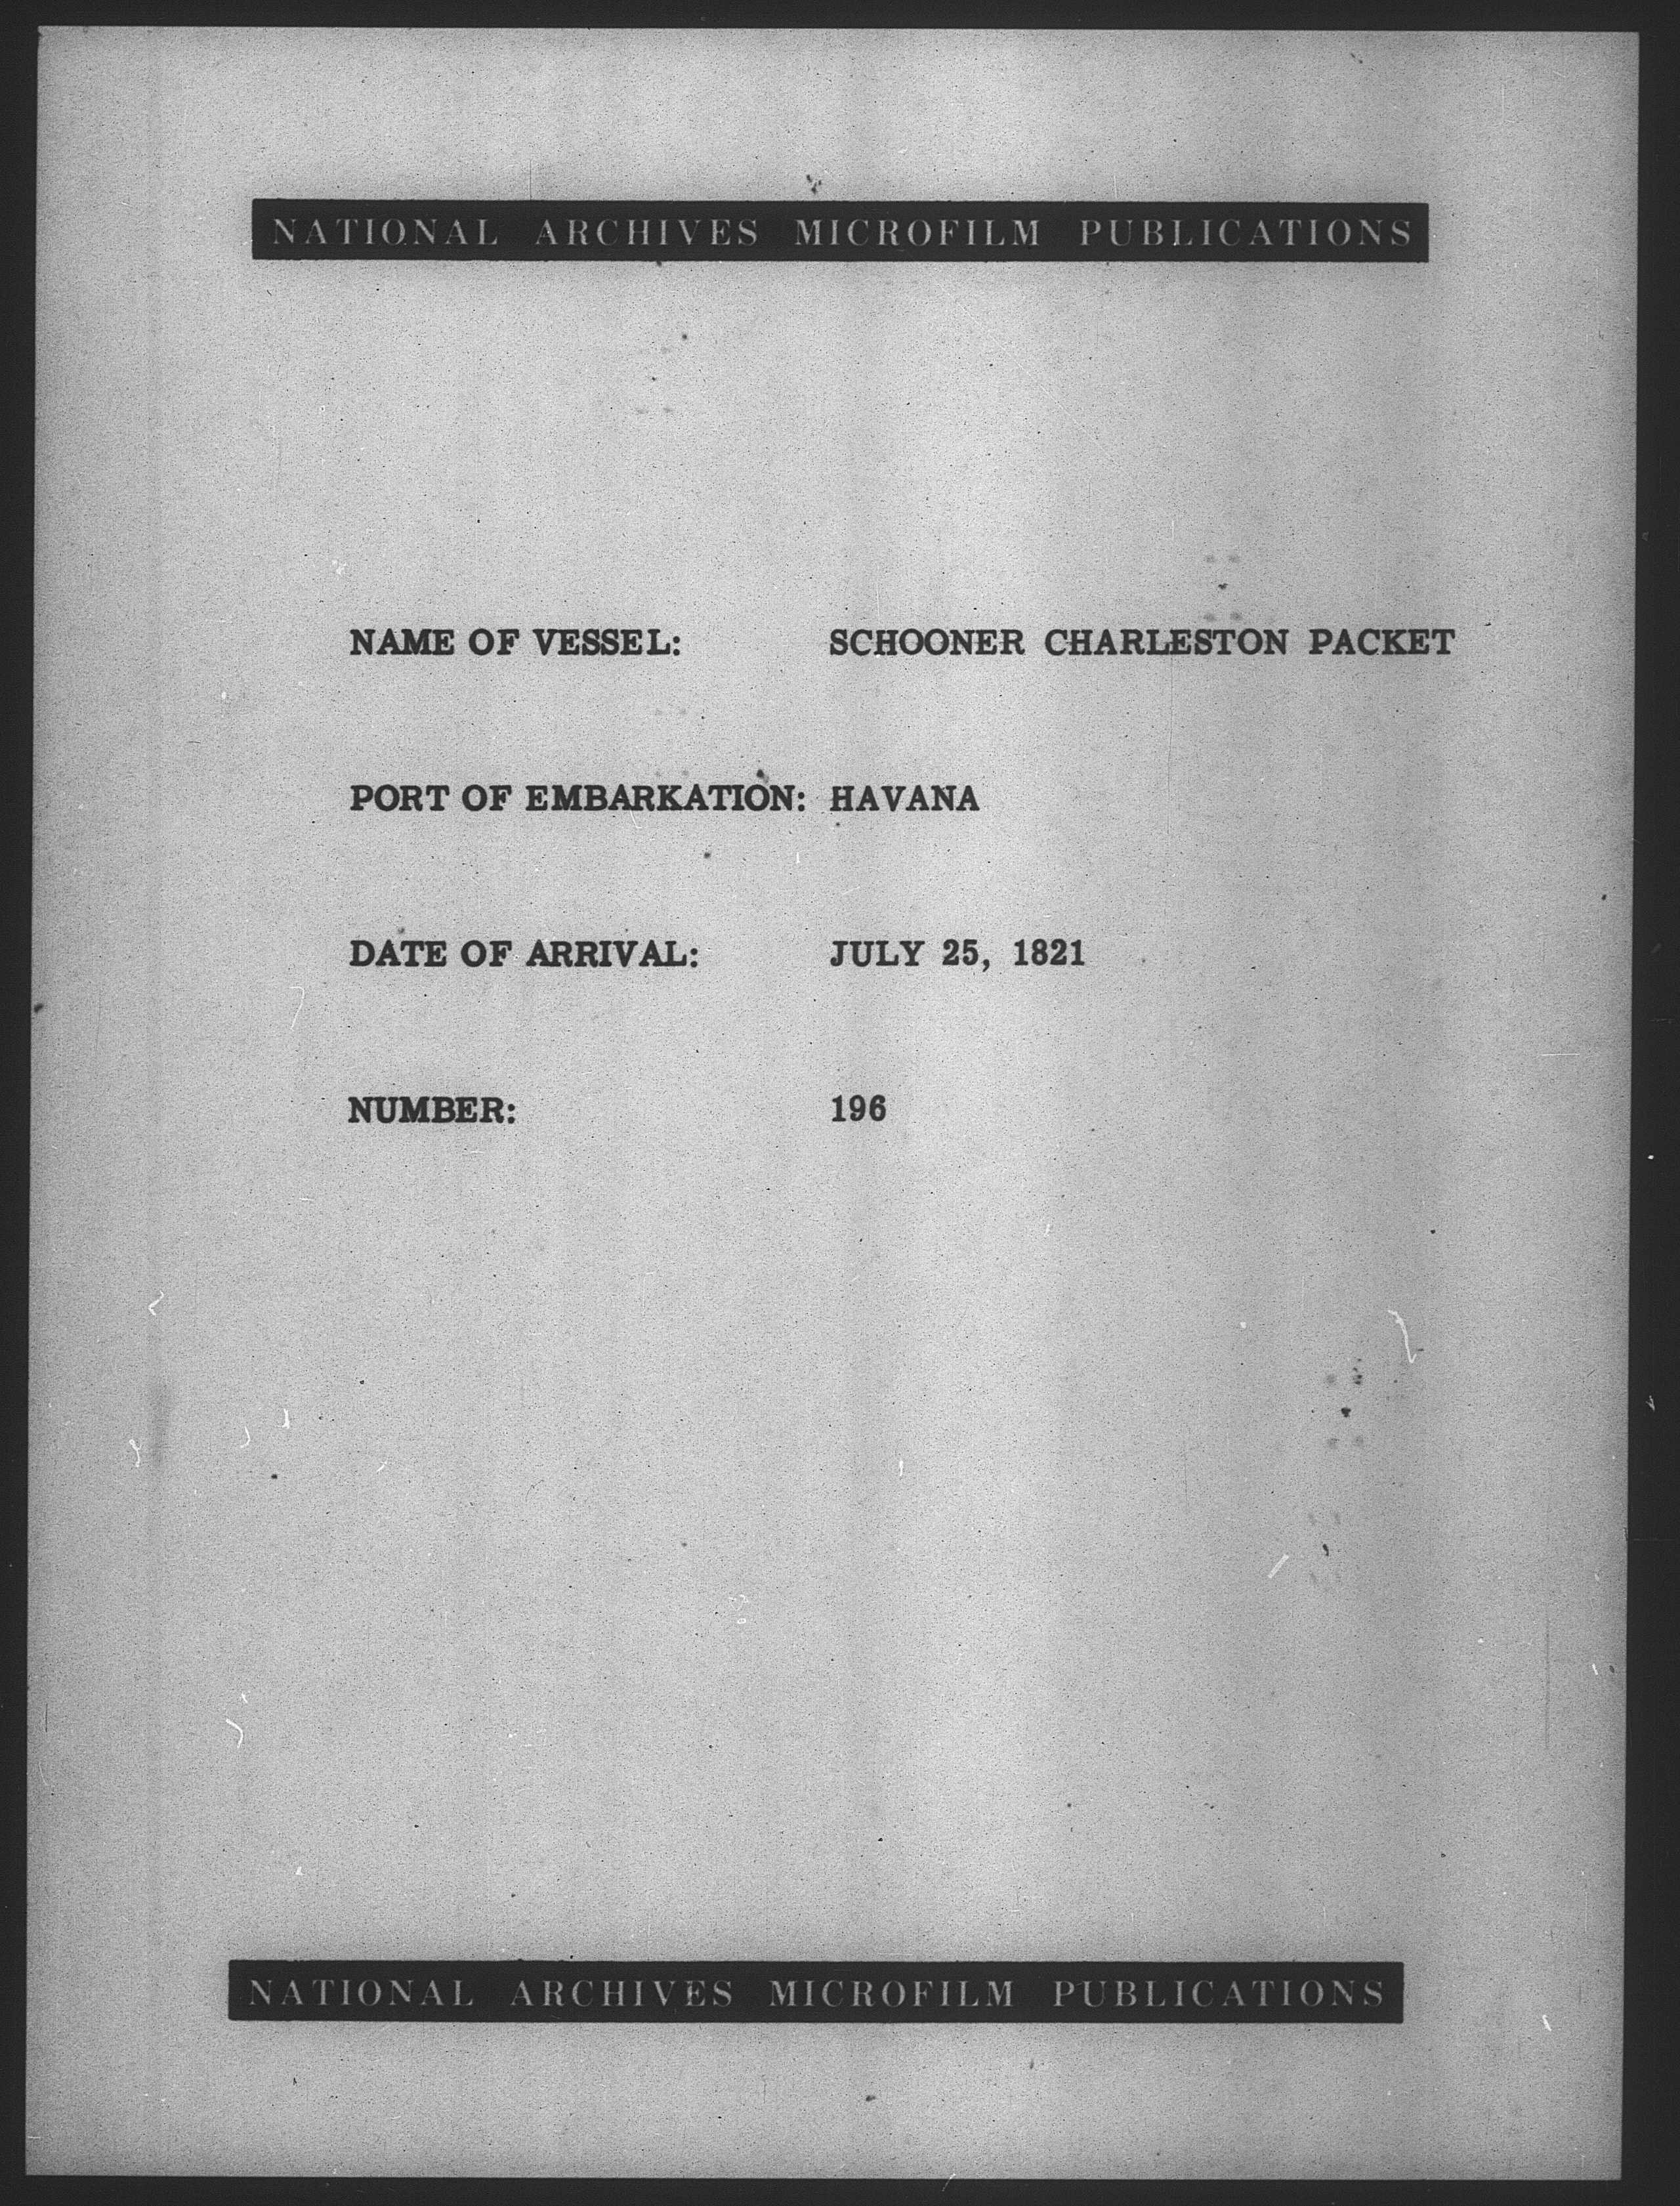 NATIONAL ARCHIVES MICROFILM PUBLICATIONS
NAME OF VESSEL: SCHOONER CHARLESTON PACKET
PORT OF EMBARKATION: HAVANA
DATE OF ARRIVAL: JULY 25, 1821
NUMBER: 196
NATIONAL ARCHIVES MICROFILM PUBLICATIONS